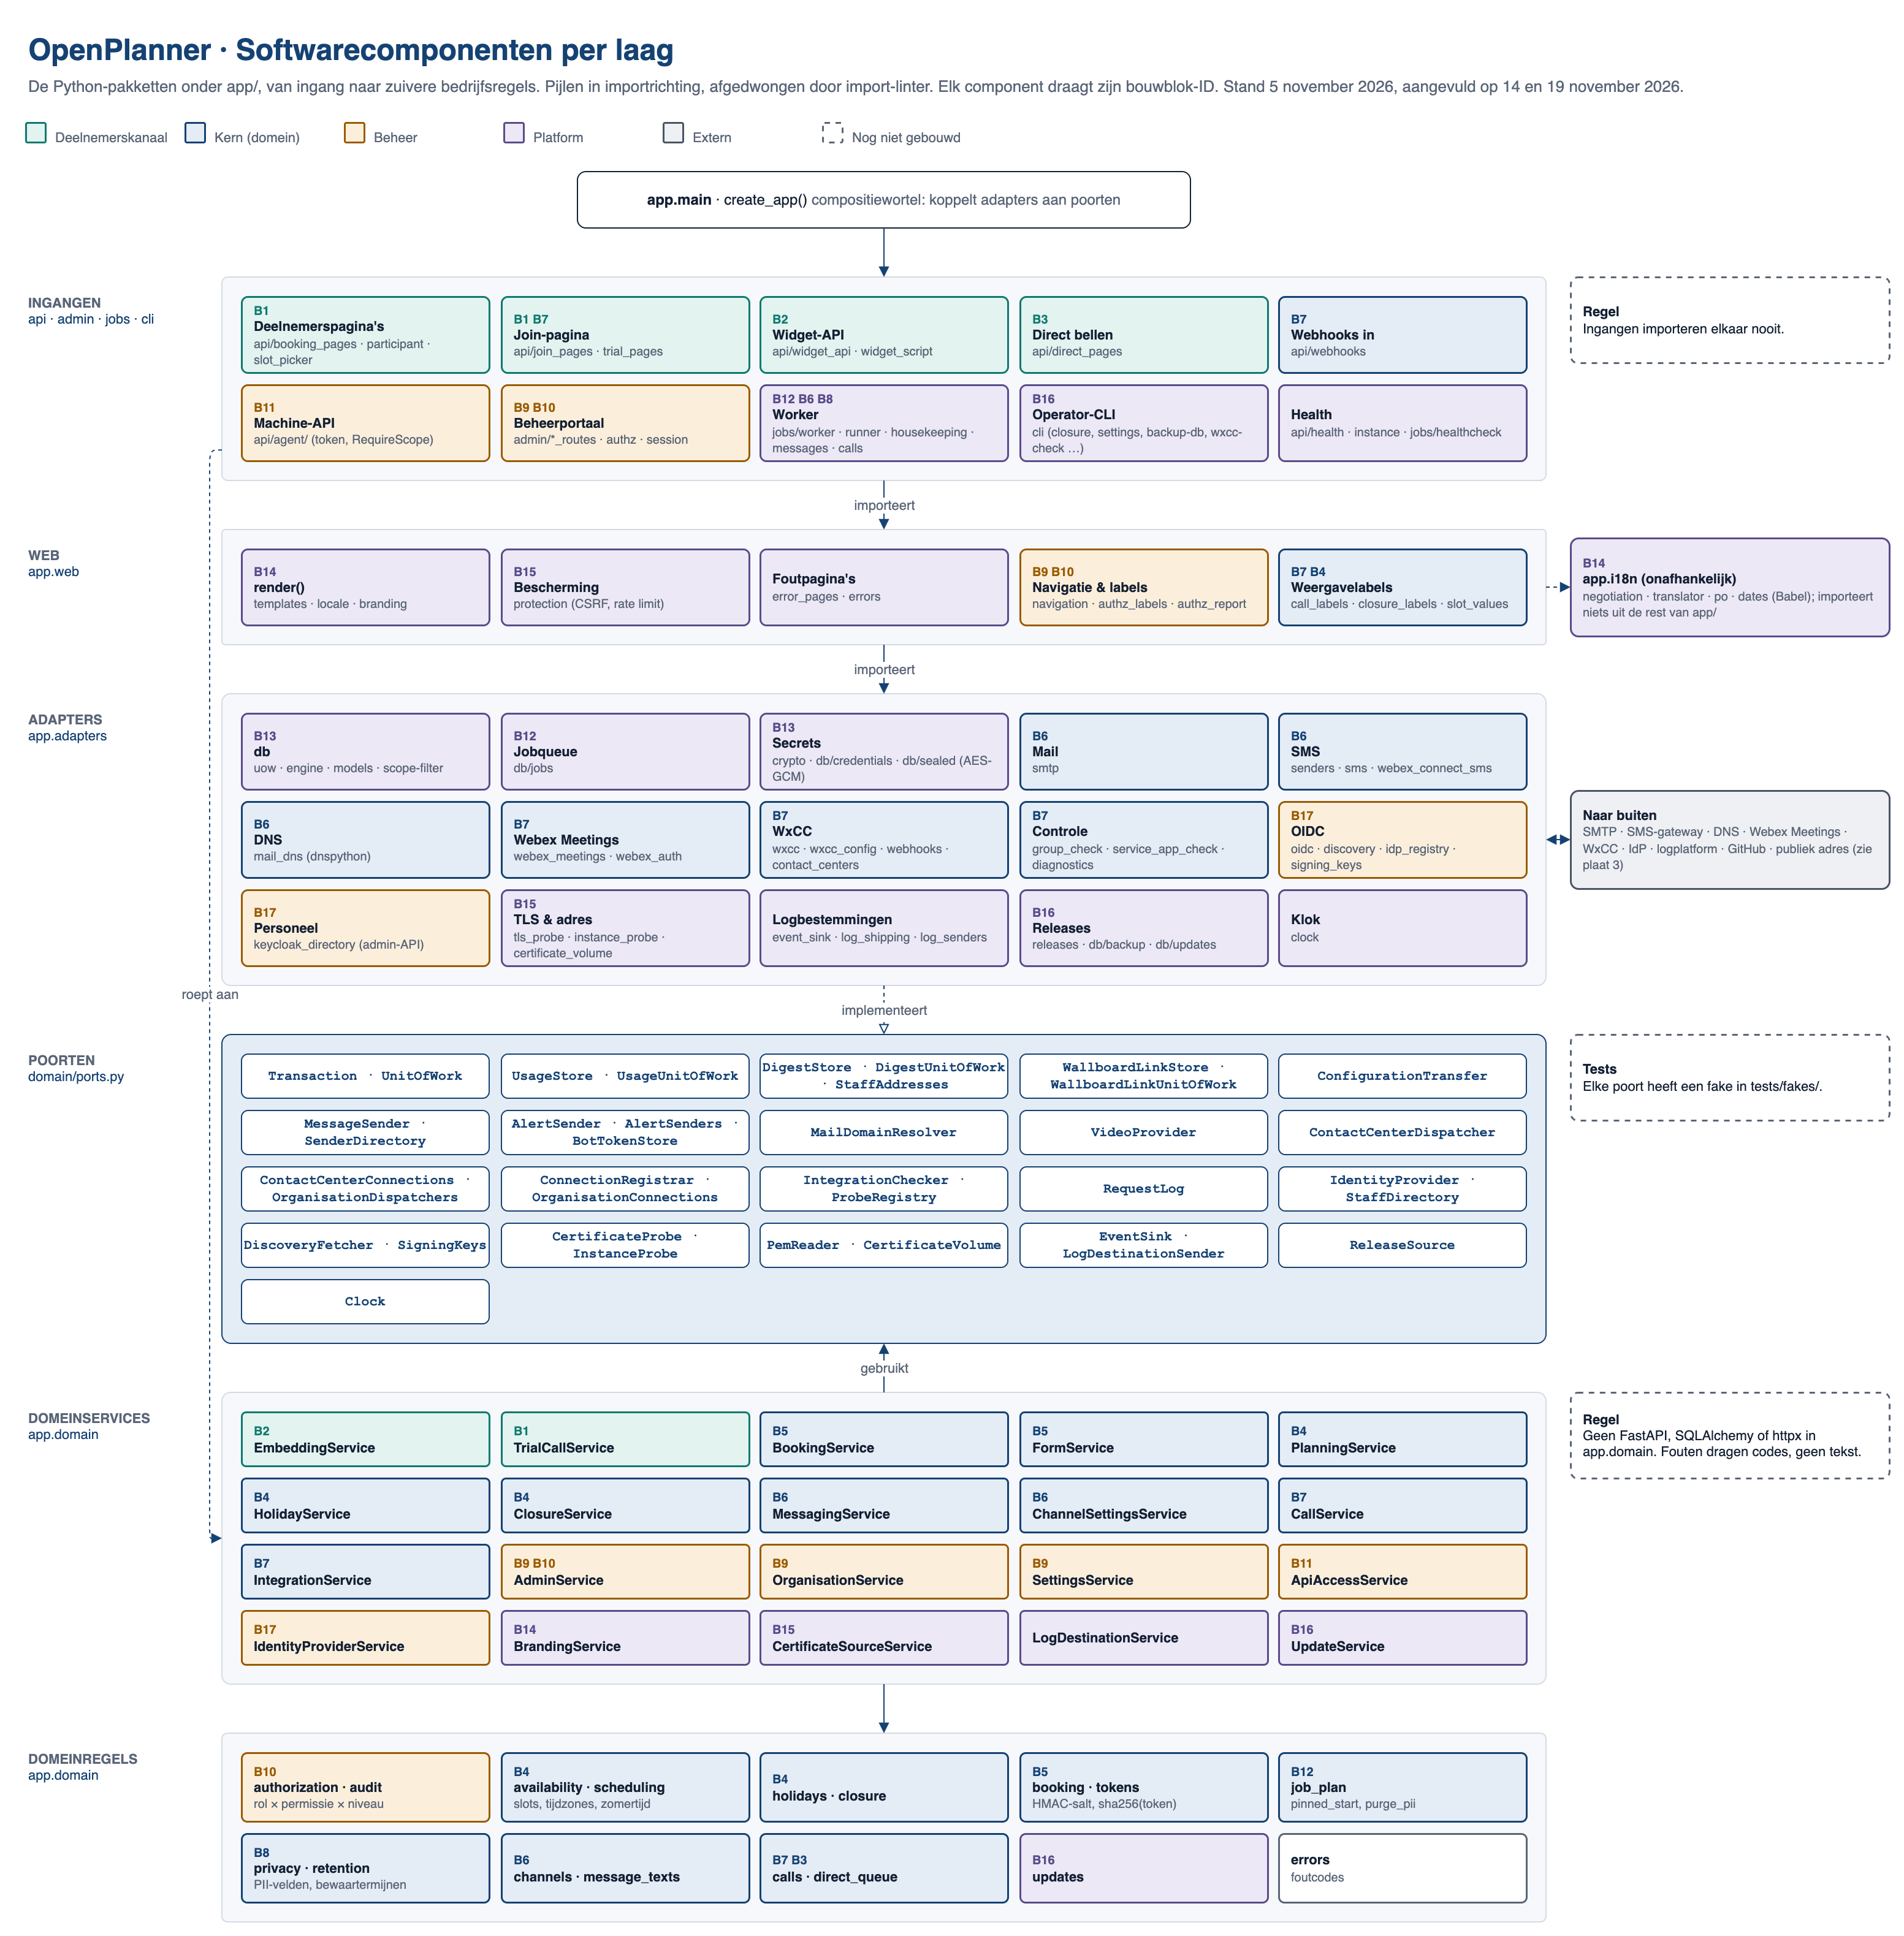 OpenPlanner · Softwarecomponenten per laag
De Python-pakketten onder app/, van ingang naar zuivere bedrijfsregels. Pijlen in importrichting, afgedwongen door import-linter. Elk component draagt zijn bouwblok-ID. Stand 5 november 2026, aangevuld op 14 en 19 november 2026.
Deelnemerskanaal
Kern (domein)
Beheer
Platform
Extern
Nog niet gebouwd
app.main · create_app() compositiewortel: koppelt adapters aan poorten
INGANGEN
api · admin · jobs · cli
B1
Deelnemerspagina's
api/booking_pages · participant ·
slot_picker
B1 B7
Join-pagina
api/join_pages · trial_pages
B2
Widget-API
api/widget_api · widget_script
B3
Direct bellen
api/direct_pages
B7
Webhooks in
api/webhooks
Regel
Ingangen importeren elkaar nooit.
B11
Machine-API
api/agent/ (token, RequireScope)
B9 B10
Beheerportaal
admin/*_routes · authz · session
B12 B6 B8
Worker
jobs/worker · runner · housekeeping ·
messages · calls
B16
Operator-CLI
cli (closure, settings, backup-db, wxcc-
check …)
Health
api/health · instance · jobs/healthcheck
importeert
WEB
app.web
B14
render()
templates · locale · branding
B15
Bescherming
protection (CSRF, rate limit)
Foutpagina's
error_pages · errors
B9 B10
Navigatie & labels
navigation · authz_labels · authz_report
B7 B4
Weergavelabels
call_labels · closure_labels · slot_values
B14
app.i18n (onafhankelijk)
negotiation · translator · po · dates (Babel); importeert
niets uit de rest van app/
importeert
ADAPTERS
app.adapters
B13
db
uow · engine · models · scope-filter
B12
Jobqueue
db/jobs
B13
Secrets
crypto · db/credentials · db/sealed (AES-
GCM)
B6
Mail
smtp
B6
SMS
senders · sms · webex_connect_sms
B6
DNS
mail_dns (dnspython)
B7
Webex Meetings
webex_meetings · webex_auth
B7
WxCC
wxcc · wxcc_config · webhooks ·
contact_centers
B7
Controle
group_check · service_app_check ·
diagnostics
B17
OIDC
oidc · discovery · idp_registry ·
signing_keys
Naar buiten
SMTP · SMS-gateway · DNS · Webex Meetings ·
WxCC · IdP · logplatform · GitHub · publiek adres (zie
plaat 3)
B17
Personeel
keycloak_directory (admin-API)
B15
TLS & adres
tls_probe · instance_probe ·
certificate_volume
Logbestemmingen
event_sink · log_shipping · log_senders
B16
Releases
releases · db/backup · db/updates
Klok
clock
roept aan
implementeert
POORTEN
domain/ports.py
Transaction · UnitOfWork
UsageStore · UsageUnitOfWork
DigestStore · DigestUnitOfWork
· StaffAddresses
WallboardLinkStore ·
WallboardLinkUnitOfWork
ConfigurationTransfer
Tests
Elke poort heeft een fake in tests/fakes/.
MessageSender ·
SenderDirectory
AlertSender · AlertSenders ·
BotTokenStore
MailDomainResolver
VideoProvider
ContactCenterDispatcher
ContactCenterConnections ·
OrganisationDispatchers
ConnectionRegistrar ·
OrganisationConnections
IntegrationChecker ·
ProbeRegistry
RequestLog
IdentityProvider ·
StaffDirectory
DiscoveryFetcher · SigningKeys
CertificateProbe ·
InstanceProbe
PemReader · CertificateVolume
EventSink ·
LogDestinationSender
ReleaseSource
Clock
gebruikt
DOMEINSERVICES
app.domain
B2
EmbeddingService
B1
TrialCallService
B5
BookingService
B5
FormService
B4
PlanningService
Regel
Geen FastAPI, SQLAlchemy of httpx in
app.domain. Fouten dragen codes, geen tekst.
B4
HolidayService
B4
ClosureService
B6
MessagingService
B6
ChannelSettingsService
B7
CallService
B7
IntegrationService
B9 B10
AdminService
B9
OrganisationService
B9
SettingsService
B11
ApiAccessService
B17
IdentityProviderService
B14
BrandingService
B15
CertificateSourceService
LogDestinationService
B16
UpdateService
DOMEINREGELS
app.domain
B10
authorization · audit
rol × permissie × niveau
B4
availability · scheduling
slots, tijdzones, zomertijd
B4
holidays · closure
B5
booking · tokens
HMAC-salt, sha256(token)
B12
job_plan
pinned_start, purge_pii
B8
privacy · retention
PII-velden, bewaartermijnen
B6
channels · message_texts
B7 B3
calls · direct_queue
B16
updates
errors
foutcodes